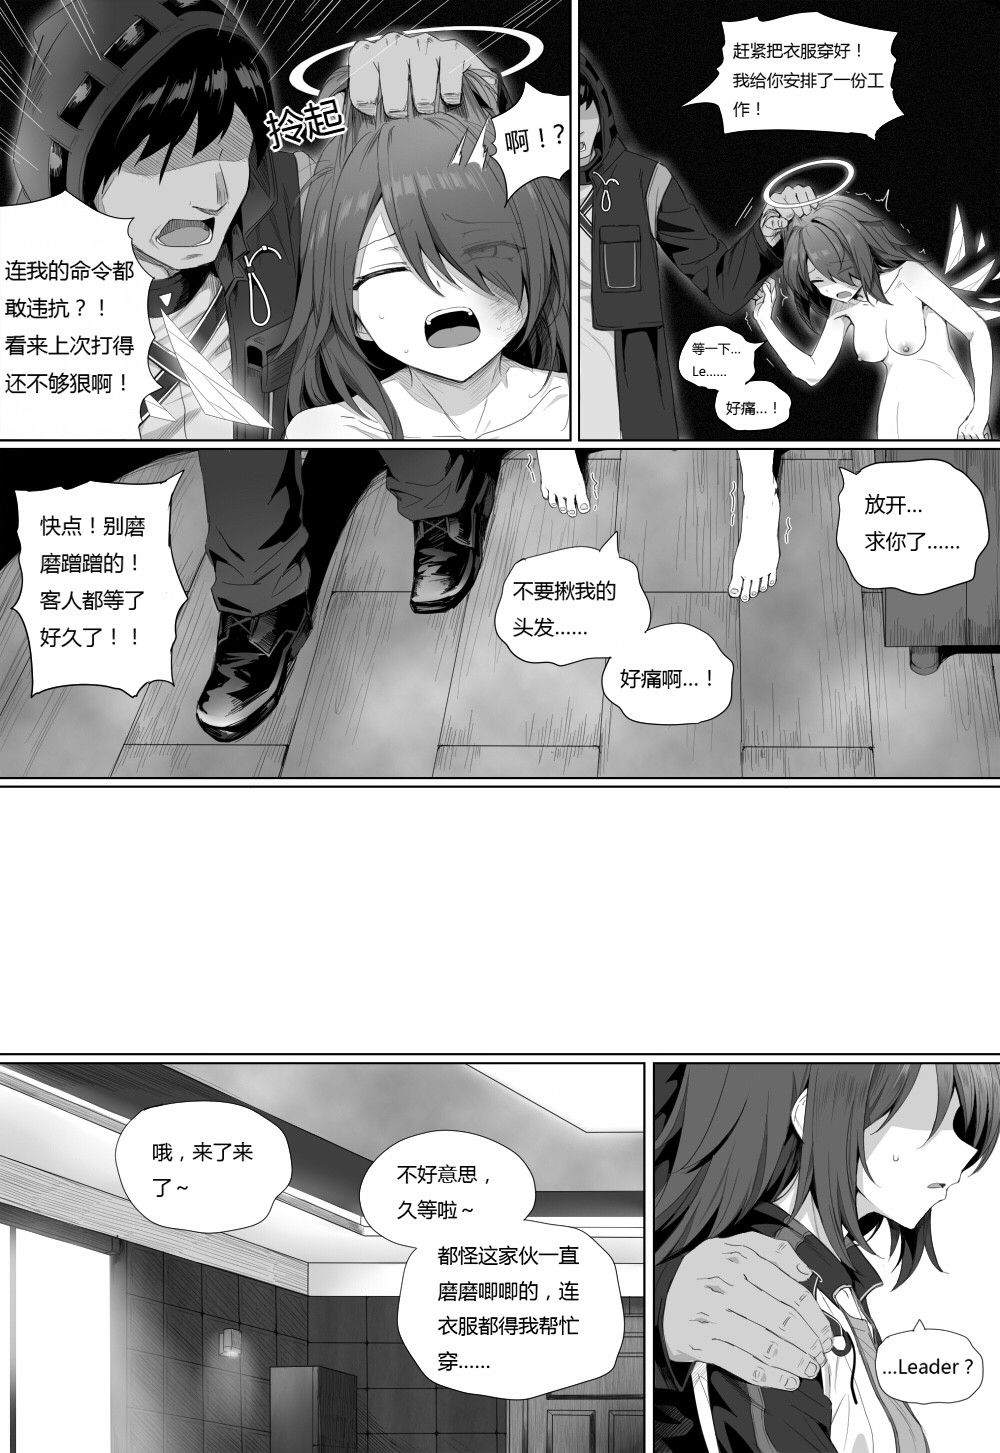 拎起
啊！？
连我的命令都
敢违抗？！
看来上次打得
还不够狠啊！
赶紧把衣服穿好！
我给你安排了一份工
作！
等一下…
Le……
好痛…！
快点！别磨
磨蹭蹭的！
客人都等了
好久了！！
不要揪我的
头发……
好痛啊…！
放开…
求你了……
哦，来了来
了～
不好意思，
久等啦～
都怪这家伙一直
磨磨唧唧的，连
衣服都得我帮忙
穿……
…Leader？